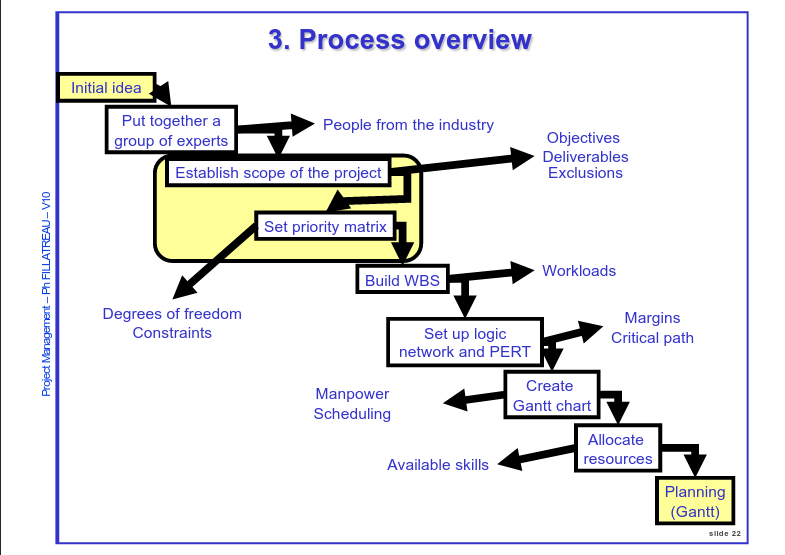 3. Process overview
Initial idea
Put together a
group of experts
People from the industry
Objectives
Deliverables
Exclusions
Establish scope of the project
Set priority matrix
Build WBS
Workloads
Degrees of freedom
Constraints
Set up logic
network and PERT
Margins
Critical path
Create
Gantt chart
Manpower
Scheduling
Allocate
resources
Available skills
Planning
(Gantt)
Project Management – Ph FILLATREAU – V10
slide 22